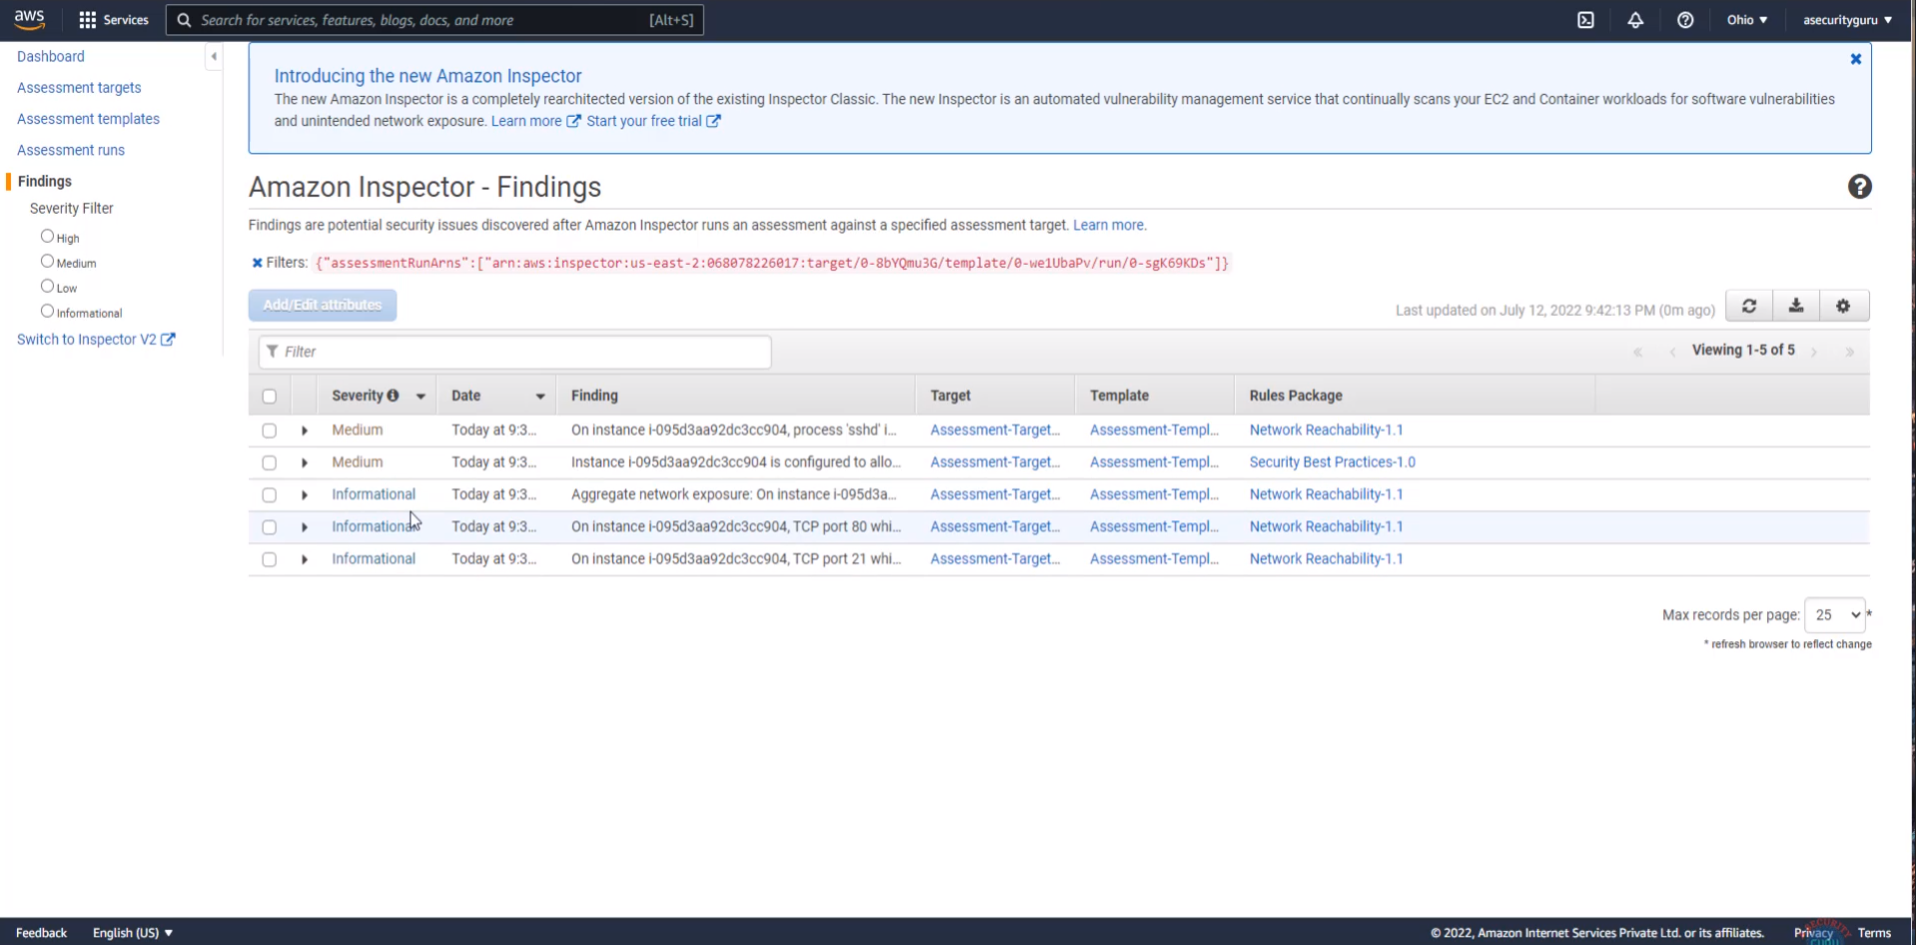 aws
Services
Search for services, features, blogs, docs, and more [Alt+S]
Ohio ▼
asecurityguru ▼
Dashboard
Assessment targets
Assessment templates
Assessment runs
Findings
Severity Filter
High
Medium
Low
Informational
Switch to Inspector V2
Introducing the new Amazon Inspector
The new Amazon Inspector is a completely rearchitected version of the existing Inspector Classic. The new Inspector is an automated vulnerability management service that continually scans your EC2 and Container workloads for software vulnerabilities
and unintended network exposure. Learn more Start your free trial
Amazon Inspector - Findings
Findings are potential security issues discovered after Amazon Inspector runs an assessment against a specified assessment target. Learn more.
Filters: {"assessmentRunArns":["arn:aws:inspector:us-east-2:068078226017:target/0-8bYQmu3G/template/0-we1UbaPv/run/0-sgK69KDs"]}
Add/Edit attributes
Last updated on July 12, 2022 9:42:13 PM (0m ago)
Filter
« ‹ Viewing 1-5 of 5 › »
Severity Date Finding Target Template Rules Package
Medium Today at 9:3... On instance i-095d3aa92dc3cc904, process 'sshd' i... Assessment-Target... Assessment-Templ... Network Reachability-1.1
Medium Today at 9:3... Instance i-095d3aa92dc3cc904 is configured to allo... Assessment-Target... Assessment-Templ... Security Best Practices-1.0
Informational Today at 9:3... Aggregate network exposure: On instance i-095d3a... Assessment-Target... Assessment-Templ... Network Reachability-1.1
Informational Today at 9:3... On instance i-095d3aa92dc3cc904, TCP port 80 whi... Assessment-Target... Assessment-Templ... Network Reachability-1.1
Informational Today at 9:3... On instance i-095d3aa92dc3cc904, TCP port 21 whi... Assessment-Target... Assessment-Templ... Network Reachability-1.1
Max records per page: 25 *
* refresh browser to reflect change
Feedback English (US) ▼
© 2022, Amazon Internet Services Private Ltd. or its affiliates. Privacy Terms
SECURITY